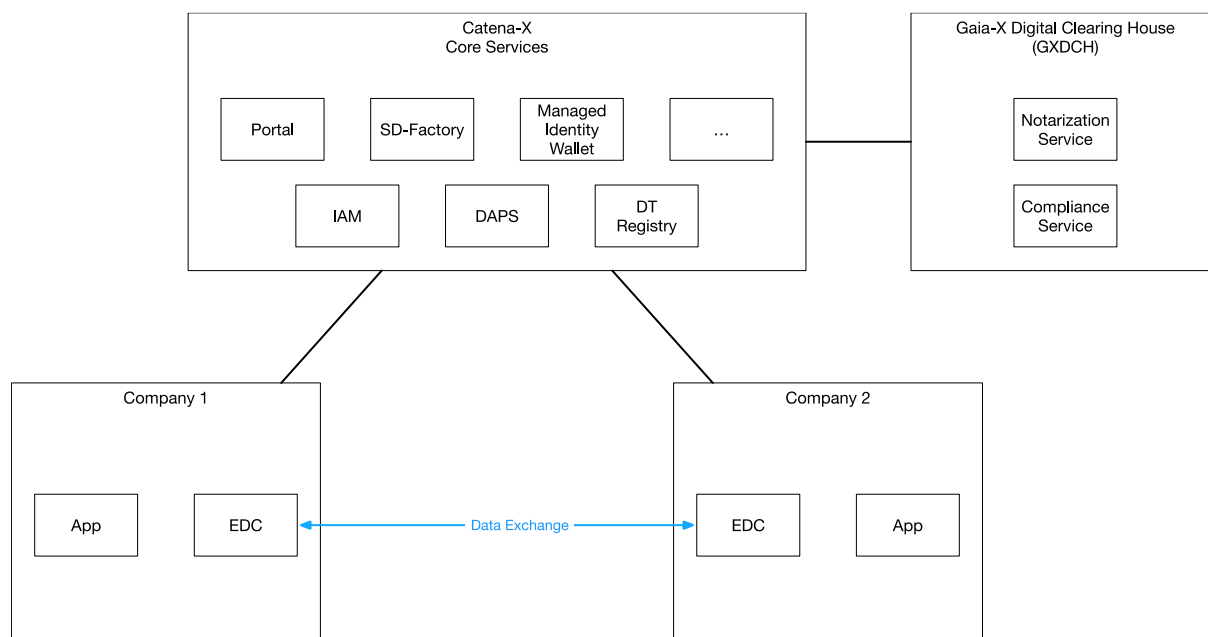 Catena-X
Core Services
Gaia-X Digital Clearing House
(GXDCH)
Portal
SD-Factory
Managed
Identity
Wallet
...
Notarization
Service
IAM
DAPS
DT
Registry
Compliance
Service
Company 1
Company 2
App
EDC
Data Exchange
EDC
App